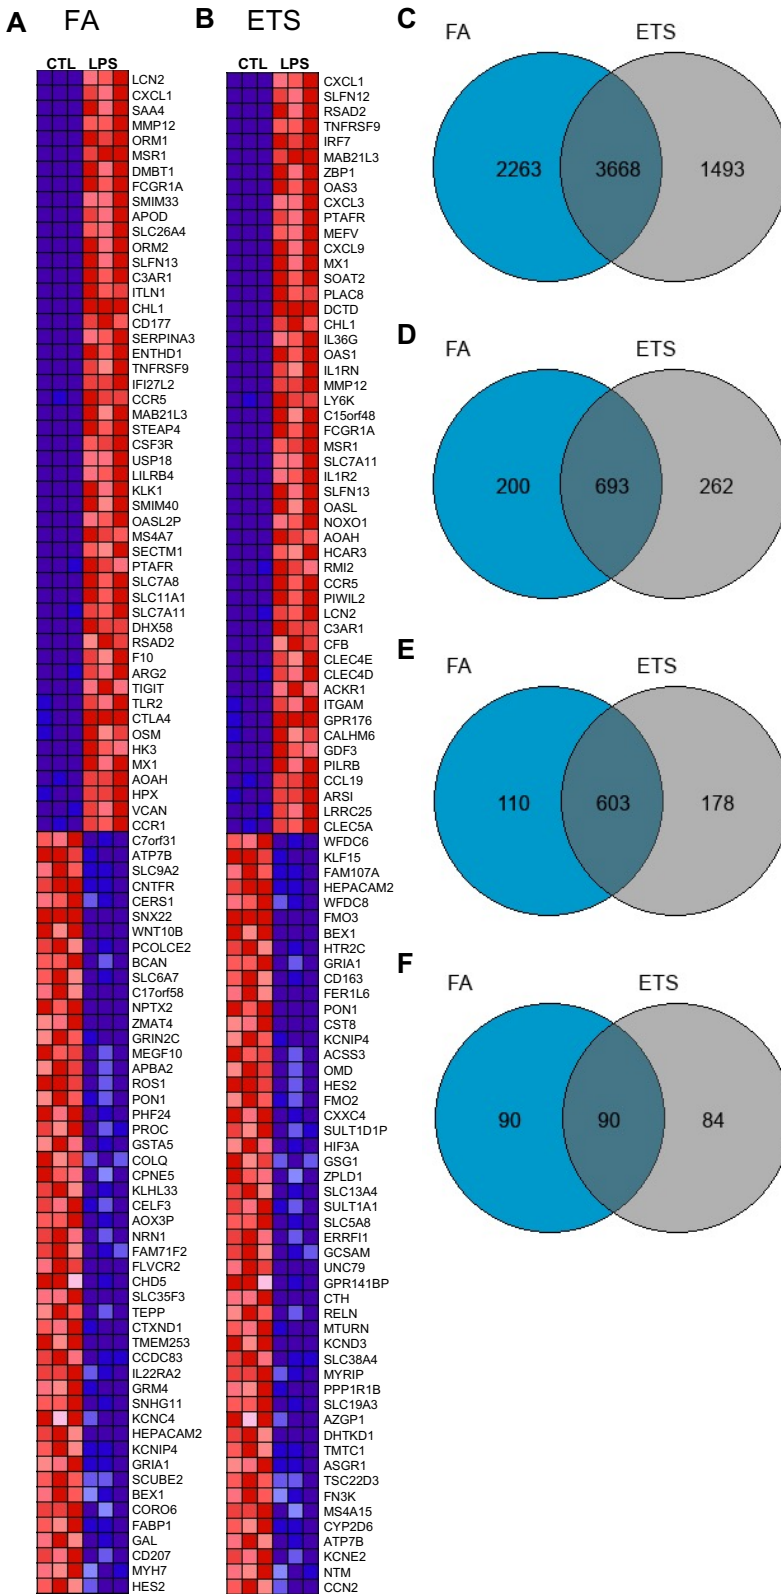 A FA
CTL LPS
LCN2
CXCL1
SAA4
MMP12
ORM1
MSR1
DMBT1
FCGR1A
SMIM33
APOD
SLC26A4
ORM2
SLFN13
C3AR1
ITLN1
CHL1
CD177
SERPINA3
ENTHD1
TNFRSF9
IFI27L2
CCR5
MAB21L3
STEAP4
CSF3R
USP18
LILRB4
KLK1
SMIM40
OASL2P
MS4A7
SECTM1
PTAFR
SLC7A8
SLC11A1
SLC7A11
DHX58
RSAD2
F10
ARG2
TIGIT
TLR2
CTLA4
OSM
HK3
MX1
AOAH
HPX
VCAN
CCR1
C7orf31
ATP7B
SLC9A2
CNTFR
CERS1
SNX22
WNT10B
PCOLCE2
BCAN
SLC6A7
C17orf58
NPTX2
ZMAT4
GRIN2C
MEGF10
APBA2
ROS1
PON1
PHF24
PROC
GSTA5
COLQ
CPNE5
KLHL33
CELF3
AOX3P
NRN1
FAM71F2
FLVCR2
CHD5
SLC35F3
TEPP
CTXND1
TMEM253
CCDC83
IL22RA2
GRM4
SNHG11
KCNC4
HEPACAM2
KCNIP4
GRIA1
SCUBE2
BEX1
CORO6
FABP1
GAL
CD207
MYH7
HES2
B ETS
CTL LPS
CXCL1
SLFN12
RSAD2
TNFRSF9
IRF7
MAB21L3
ZBP1
OAS3
CXCL3
PTAFR
MEFV
CXCL9
MX1
SOAT2
PLAC8
DCTD
CHL1
IL36G
OAS1
IL1RN
MMP12
LY6K
C15orf48
FCGR1A
MSR1
SLC7A11
IL1R2
SLFN13
OASL
NOXO1
AOAH
HCAR3
RMI2
CCR5
PIWIL2
LCN2
C3AR1
CFB
CLEC4E
CLEC4D
ACKR1
ITGAM
GPR176
CALHM6
GDF3
PILRB
CCL19
ARSI
LRRC25
CLEC5A
WFDC6
KLF15
FAM107A
HEPACAM2
WFDC8
FMO3
BEX1
HTR2C
GRIA1
CD163
FER1L6
PON1
CST8
KCNIP4
ACSS3
OMD
HES2
FMO2
CXXC4
SULT1D1P
HIF3A
GSG1
ZPLD1
SLC13A4
SULT1A1
SLC5A8
ERRFI1
GCSAM
UNC79
GPR141BP
CTH
RELN
MTURN
KCND3
SLC38A4
MYRIP
PPP1R1B
SLC19A3
AZGP1
DHTKD1
TMTC1
ASGR1
TSC22D3
FN3K
MS4A15
CYP2D6
ATP7B
KCNE2
NTM
CCN2
C
FA ETS
2263 3668 1493
D
FA ETS
200 693 262
E
FA ETS
110 603 178
F
FA ETS
90 90 84